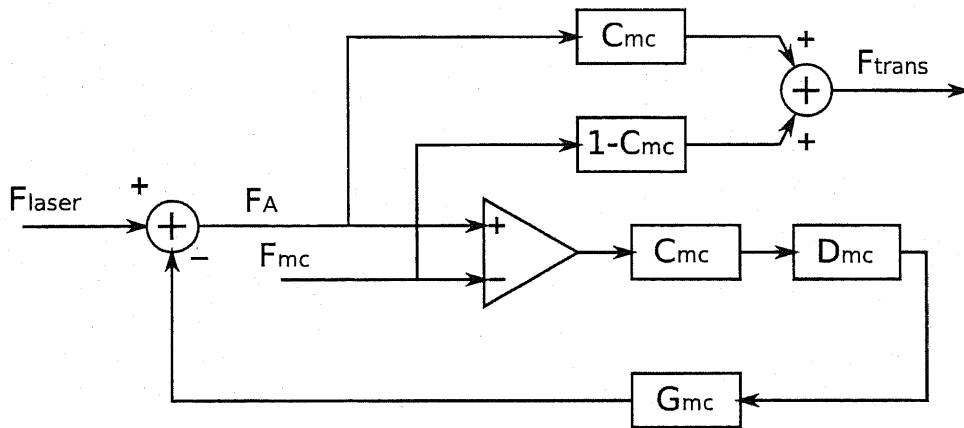 Cmc
+
Ftrans
+
1-Cmc
+
+
Flaser
+
FA
+
−
Fmc
−
Cmc
Dmc
Gmc